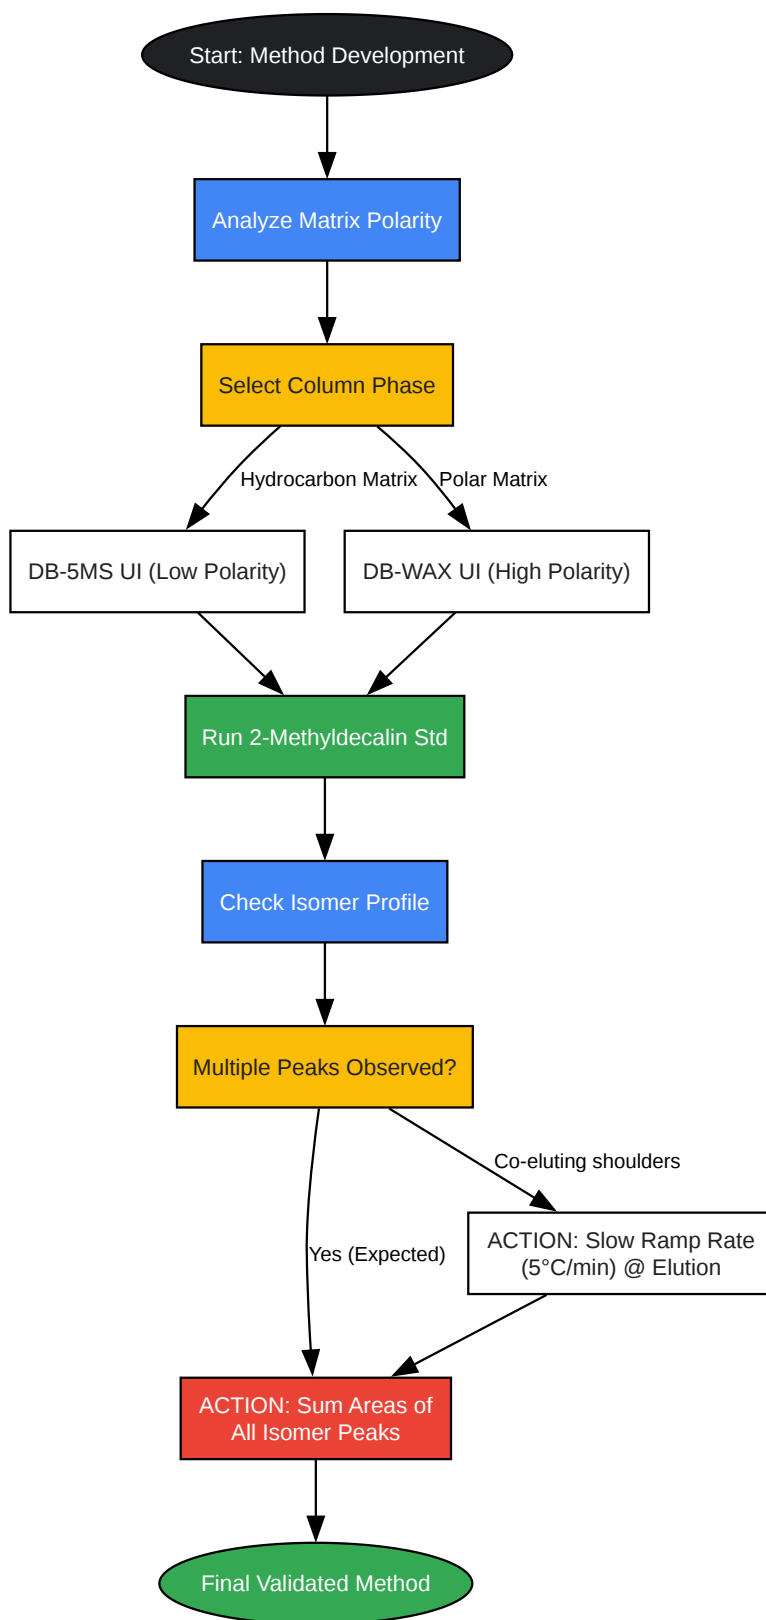 Start: Method Development
Analyze Matrix Polarity
Select Column Phase
Hydrocarbon Matrix
Polar Matrix
DB-5MS UI (Low Polarity)
DB-WAX UI (High Polarity)
Run 2-Methyldecalin Std
Check Isomer Profile
Multiple Peaks Observed?
Co-eluting shoulders
ACTION: Slow Ramp Rate
(5°C/min) @ Elution
Yes (Expected)
ACTION: Sum Areas of
All Isomer Peaks
Final Validated Method